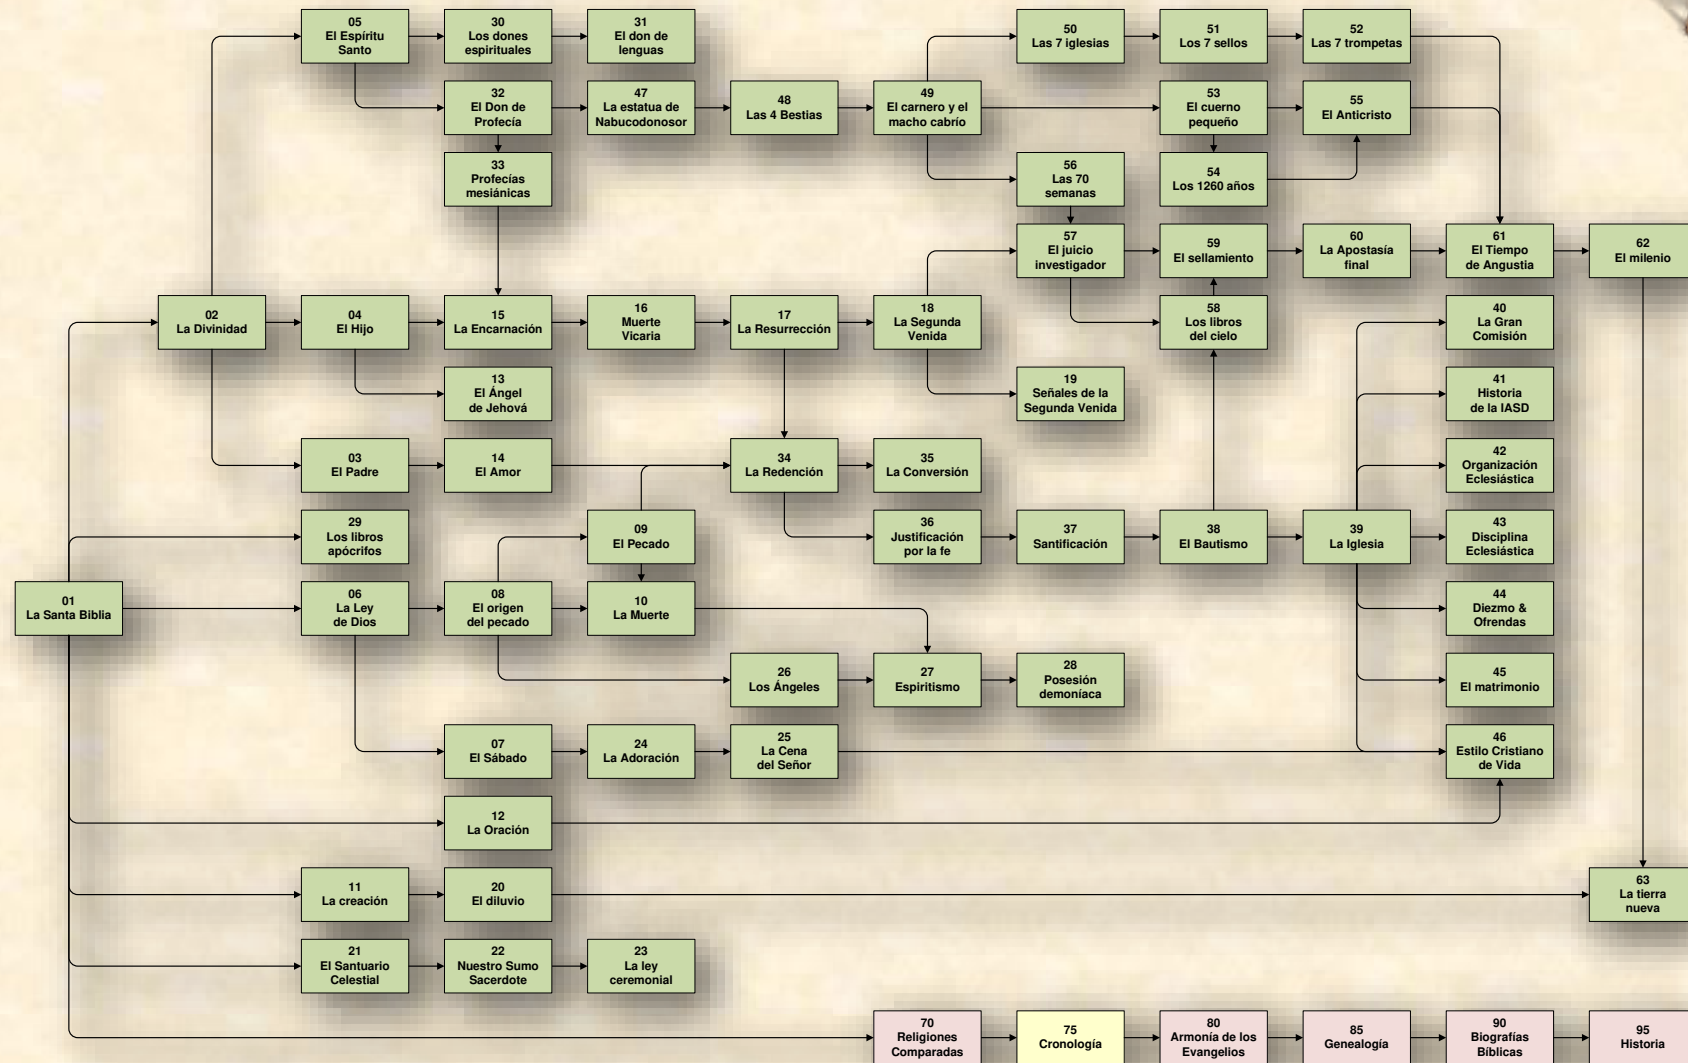 05
El Espíritu
Santo
30
Los dones
espirituales
31
El don de
lenguas
50
Las 7 iglesias
51
Los 7 sellos
52
Las 7 trompetas
32
El Don de
Profecía
47
La estatua de
Nabucodonosor
48
Las 4 Bestias
49
El carnero y el
macho cabrío
53
El cuerno
pequeño
55
El Anticristo
33
Profecías
mesiánicas
56
Las 70
semanas
54
Los 1260 años
57
El juicio
investigador
59
El sellamiento
60
La Apostasía
final
61
El Tiempo
de Angustia
62
El milenio
02
La Divinidad
04
El Hijo
15
La Encarnación
16
Muerte
Vicaria
17
La Resurrección
18
La Segunda
Venida
58
Los libros
del cielo
40
La Gran
Comisión
13
El Ángel
de Jehová
19
Señales de la
Segunda Venida
41
Historia
de la IASD
03
El Padre
14
El Amor
34
La Redención
35
La Conversión
42
Organización
Eclesiástica
29
Los libros
apócrifos
09
El Pecado
36
Justificación
por la fe
37
Santificación
38
El Bautismo
39
La Iglesia
43
Disciplina
Eclesiástica
01
La Santa Biblia
06
La Ley
de Dios
08
El origen
del pecado
10
La Muerte
44
Diezmo &
Ofrendas
26
Los Ángeles
27
Espiritismo
28
Posesión
demoníaca
45
El matrimonio
07
El Sábado
24
La Adoración
25
La Cena
del Señor
46
Estilo Cristiano
de Vida
12
La Oración
11
La creación
20
El diluvio
63
La tierra
nueva
21
El Santuario
Celestial
22
Nuestro Sumo
Sacerdote
23
La ley
ceremonial
70
Religiones
Comparadas
75
Cronología
80
Armonía de los
Evangelios
85
Genealogía
90
Biografías
Bíblicas
95
Historia